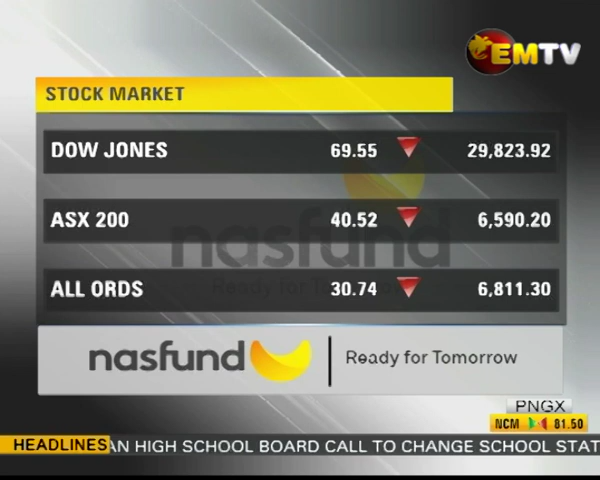 EMTV
STOCK MARKET
DOW JONES 69.55 29,823.92
ASX 200 40.52 6,590.20
nasfund
ALL ORDS 30.74 6,811.30
nasfund Ready for Tomorrow
PNGX
NCM 81.50
HEADLINES AN HIGH SCHOOL BOARD CALL TO CHANGE SCHOOL STAT